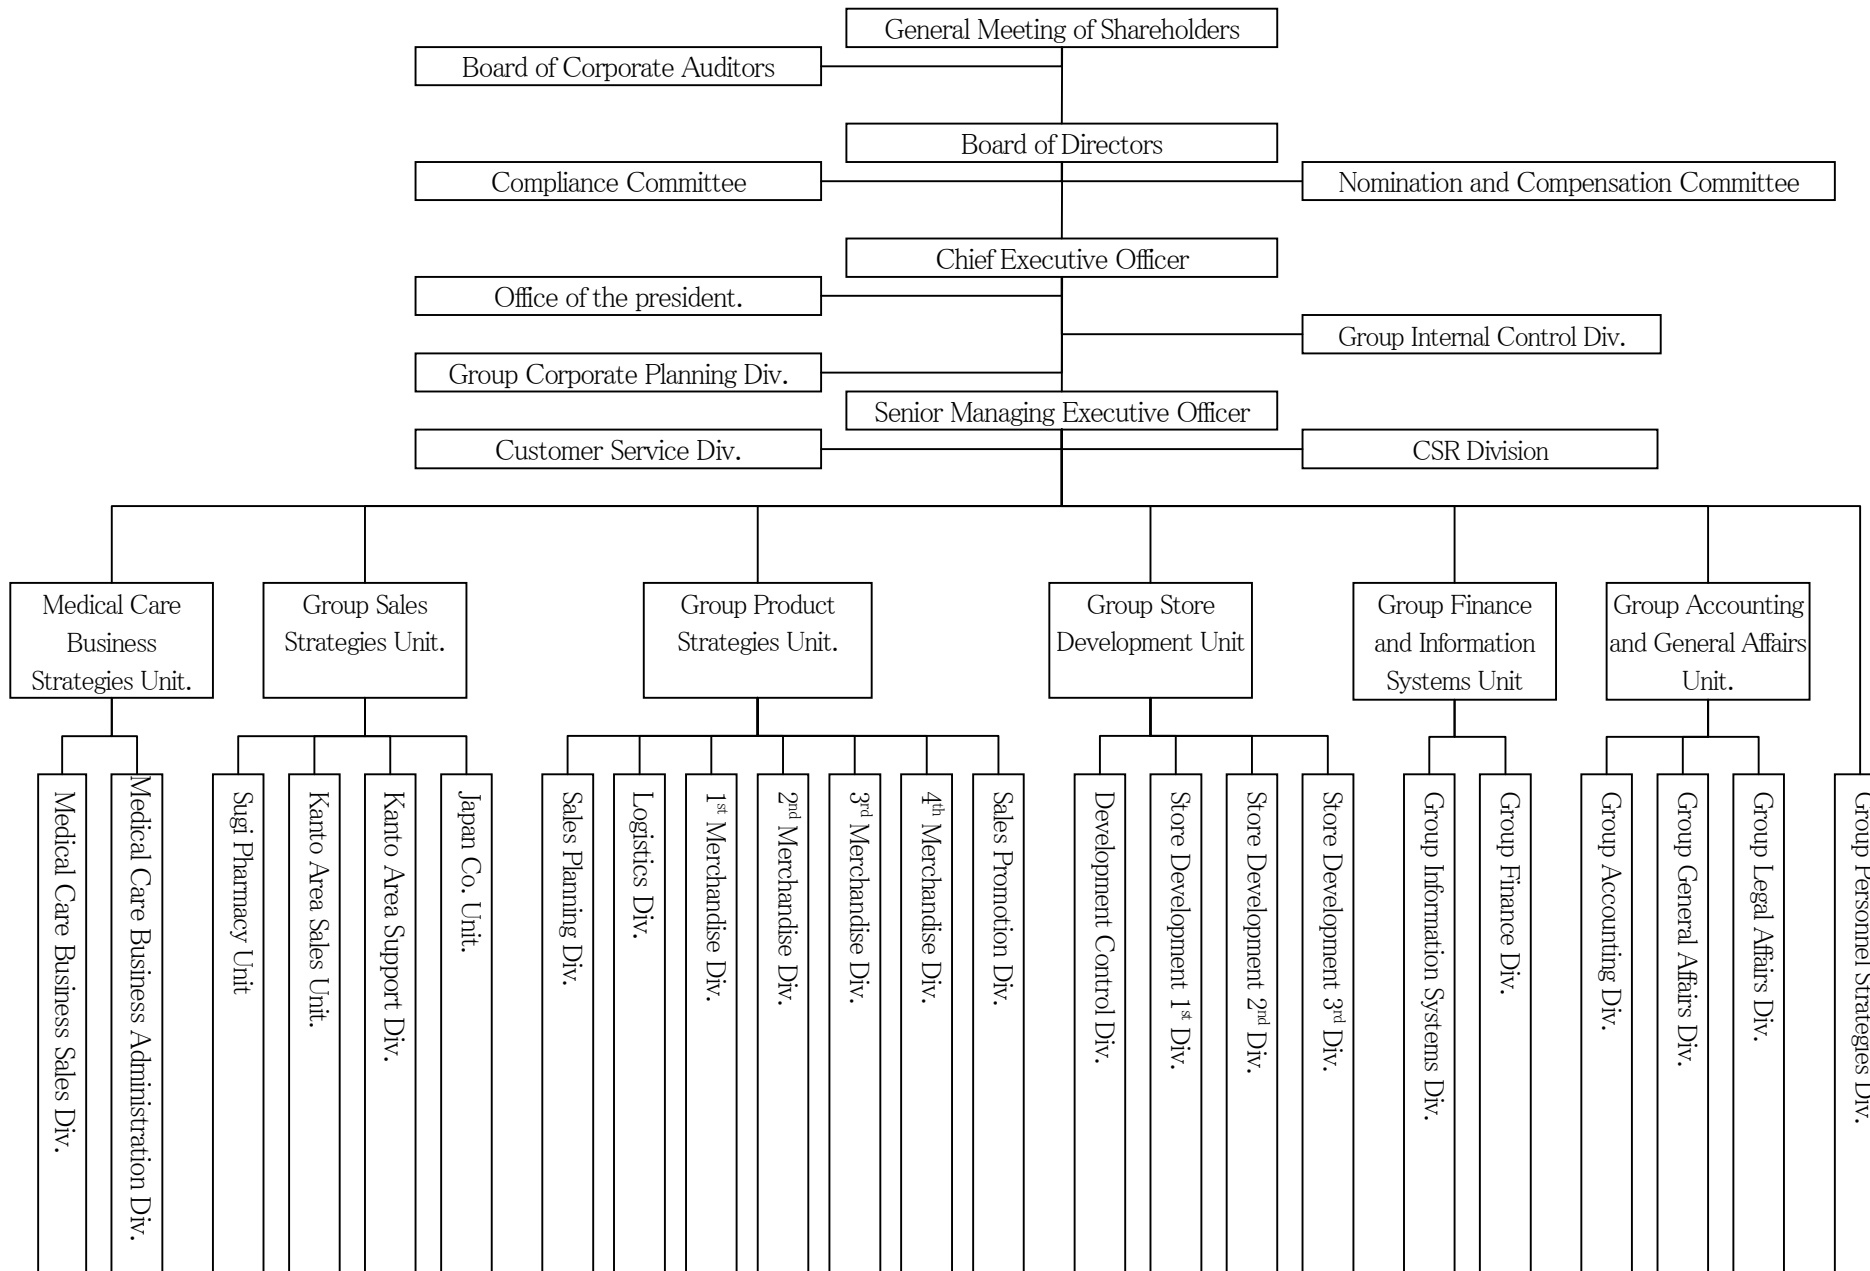 General Meeting of Shareholders
Board of Corporate Auditors
Board of Directors
Compliance Committee
Nomination and Compensation Committee
Chief Executive Officer
Office of the president.
Group Internal Control Div.
Group Corporate Planning Div.
Senior Managing Executive Officer
Customer Service Div.
CSR Division
Medical Care
Business
Strategies Unit.
Group Sales
Strategies Unit.
Group Product
Strategies Unit.
Group Store
Development Unit
Group Finance
and Information
Systems Unit
Group Accounting
and General Affairs
Unit.
Medical Care Business Sales Div.
Medical Care Business Administration Div.
Sugi Pharmacy Unit
Kanto Area Sales Unit.
Kanto Area Support Div.
Japan Co. Unit.
Sales Planning Div.
Logistics Div.
1st Merchandise Div.
2nd Merchandise Div.
3rd Merchandise Div.
4th Merchandise Div.
Sales Promotion Div.
Development Control Div.
Store Development 1st Div.
Store Development 2nd Div.
Store Development 3rd Div.
Group Information Systems Div.
Group Finance Div.
Group Accounting Div.
Group General Affairs Div.
Group Legal Affairs Div.
Group Personnel Strategies Div.